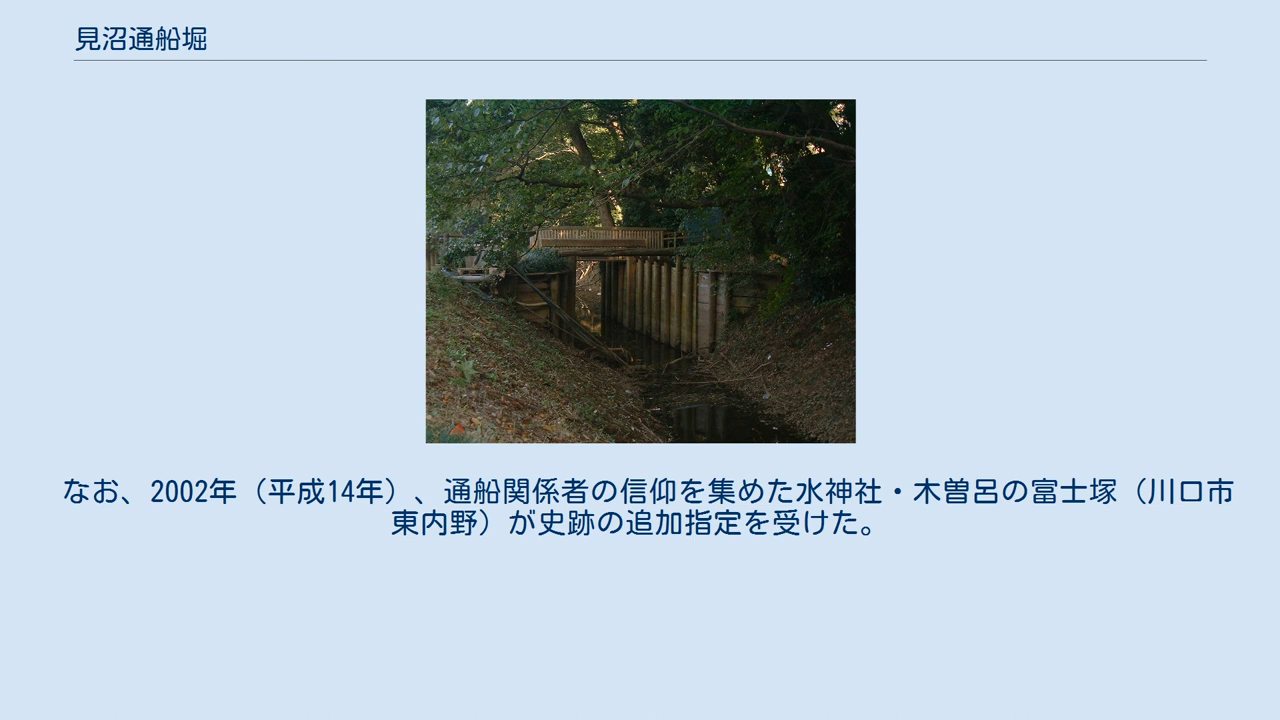 見沼通船堀
なお、2002年（平成14年）、通船関係者の信仰を集めた水神社・木曽呂の富士塚（川口市
東内野）が史跡の追加指定を受けた。